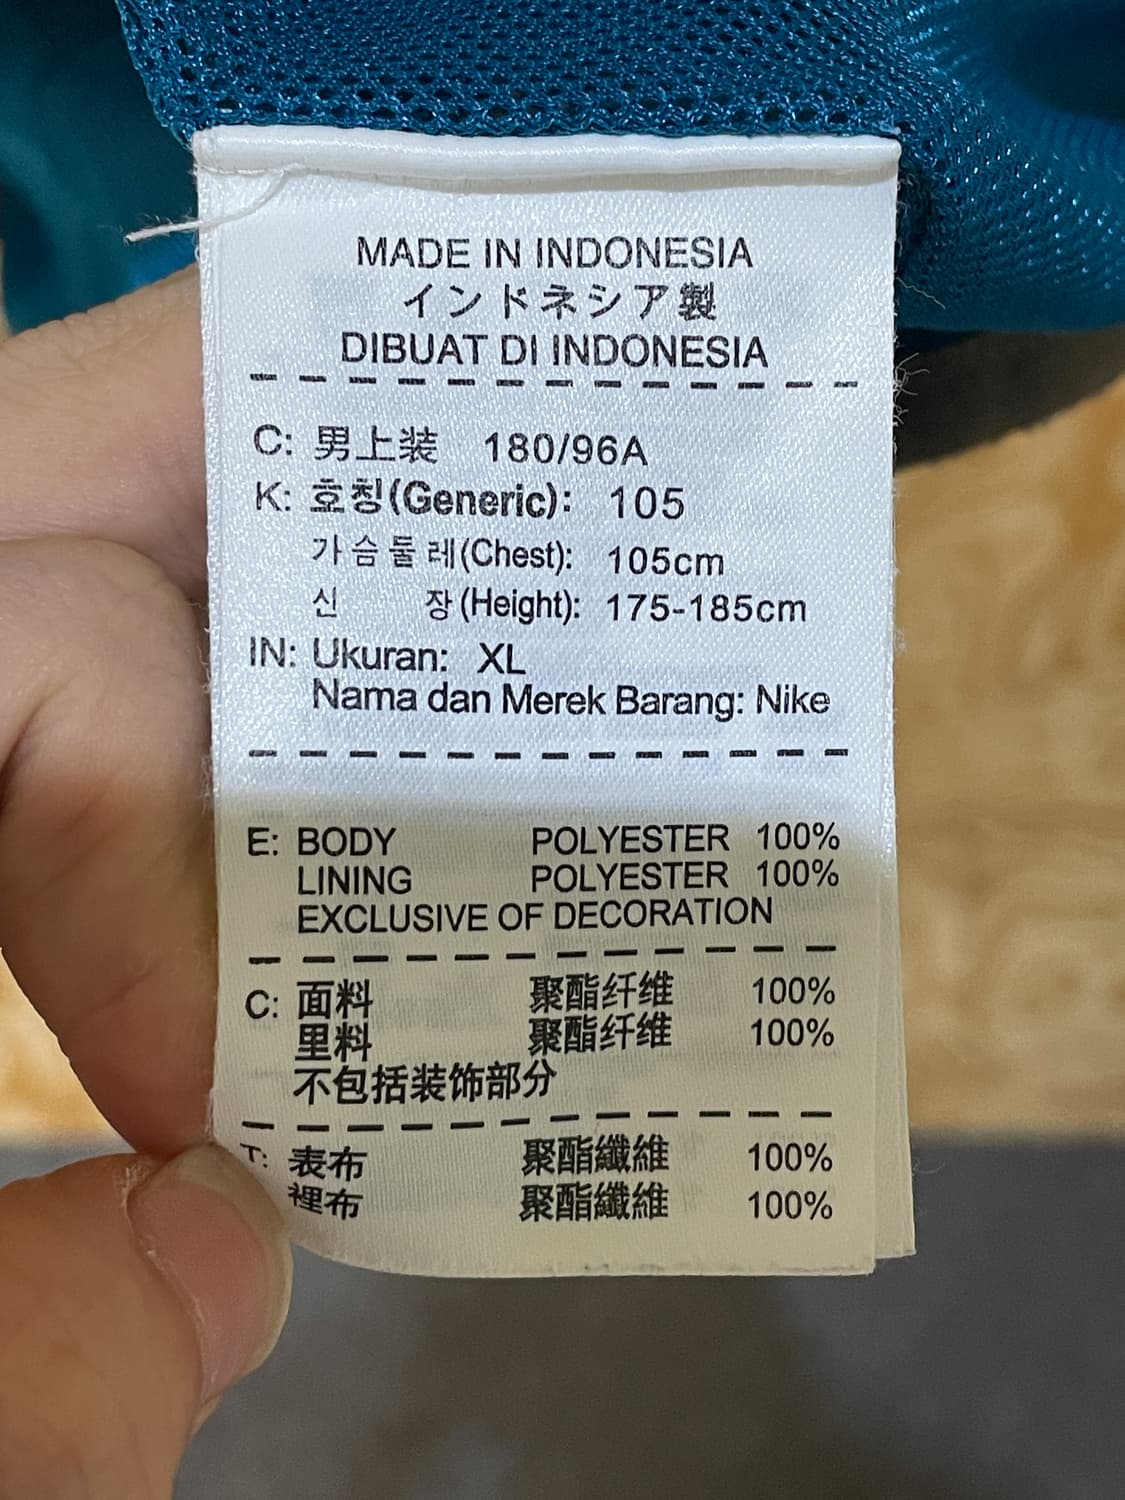 MADE IN INDONESIA
インドネシア製
DIBUAT DI INDONESIA
C: 男上装 180/96A
K: 호칭(Generic): 105
가슴둘레(Chest): 105cm
신 장(Height): 175-185cm
IN: Ukuran: XL
Nama dan Merek Barang: Nike
E: BODY POLYESTER 100%
LINING POLYESTER 100%
EXCLUSIVE OF DECORATION
C: 面料 聚酯纤维 100%
里料 聚酯纤维 100%
不包括装饰部分
T: 表布 聚酯纖維 100%
裡布 聚酯纖維 100%